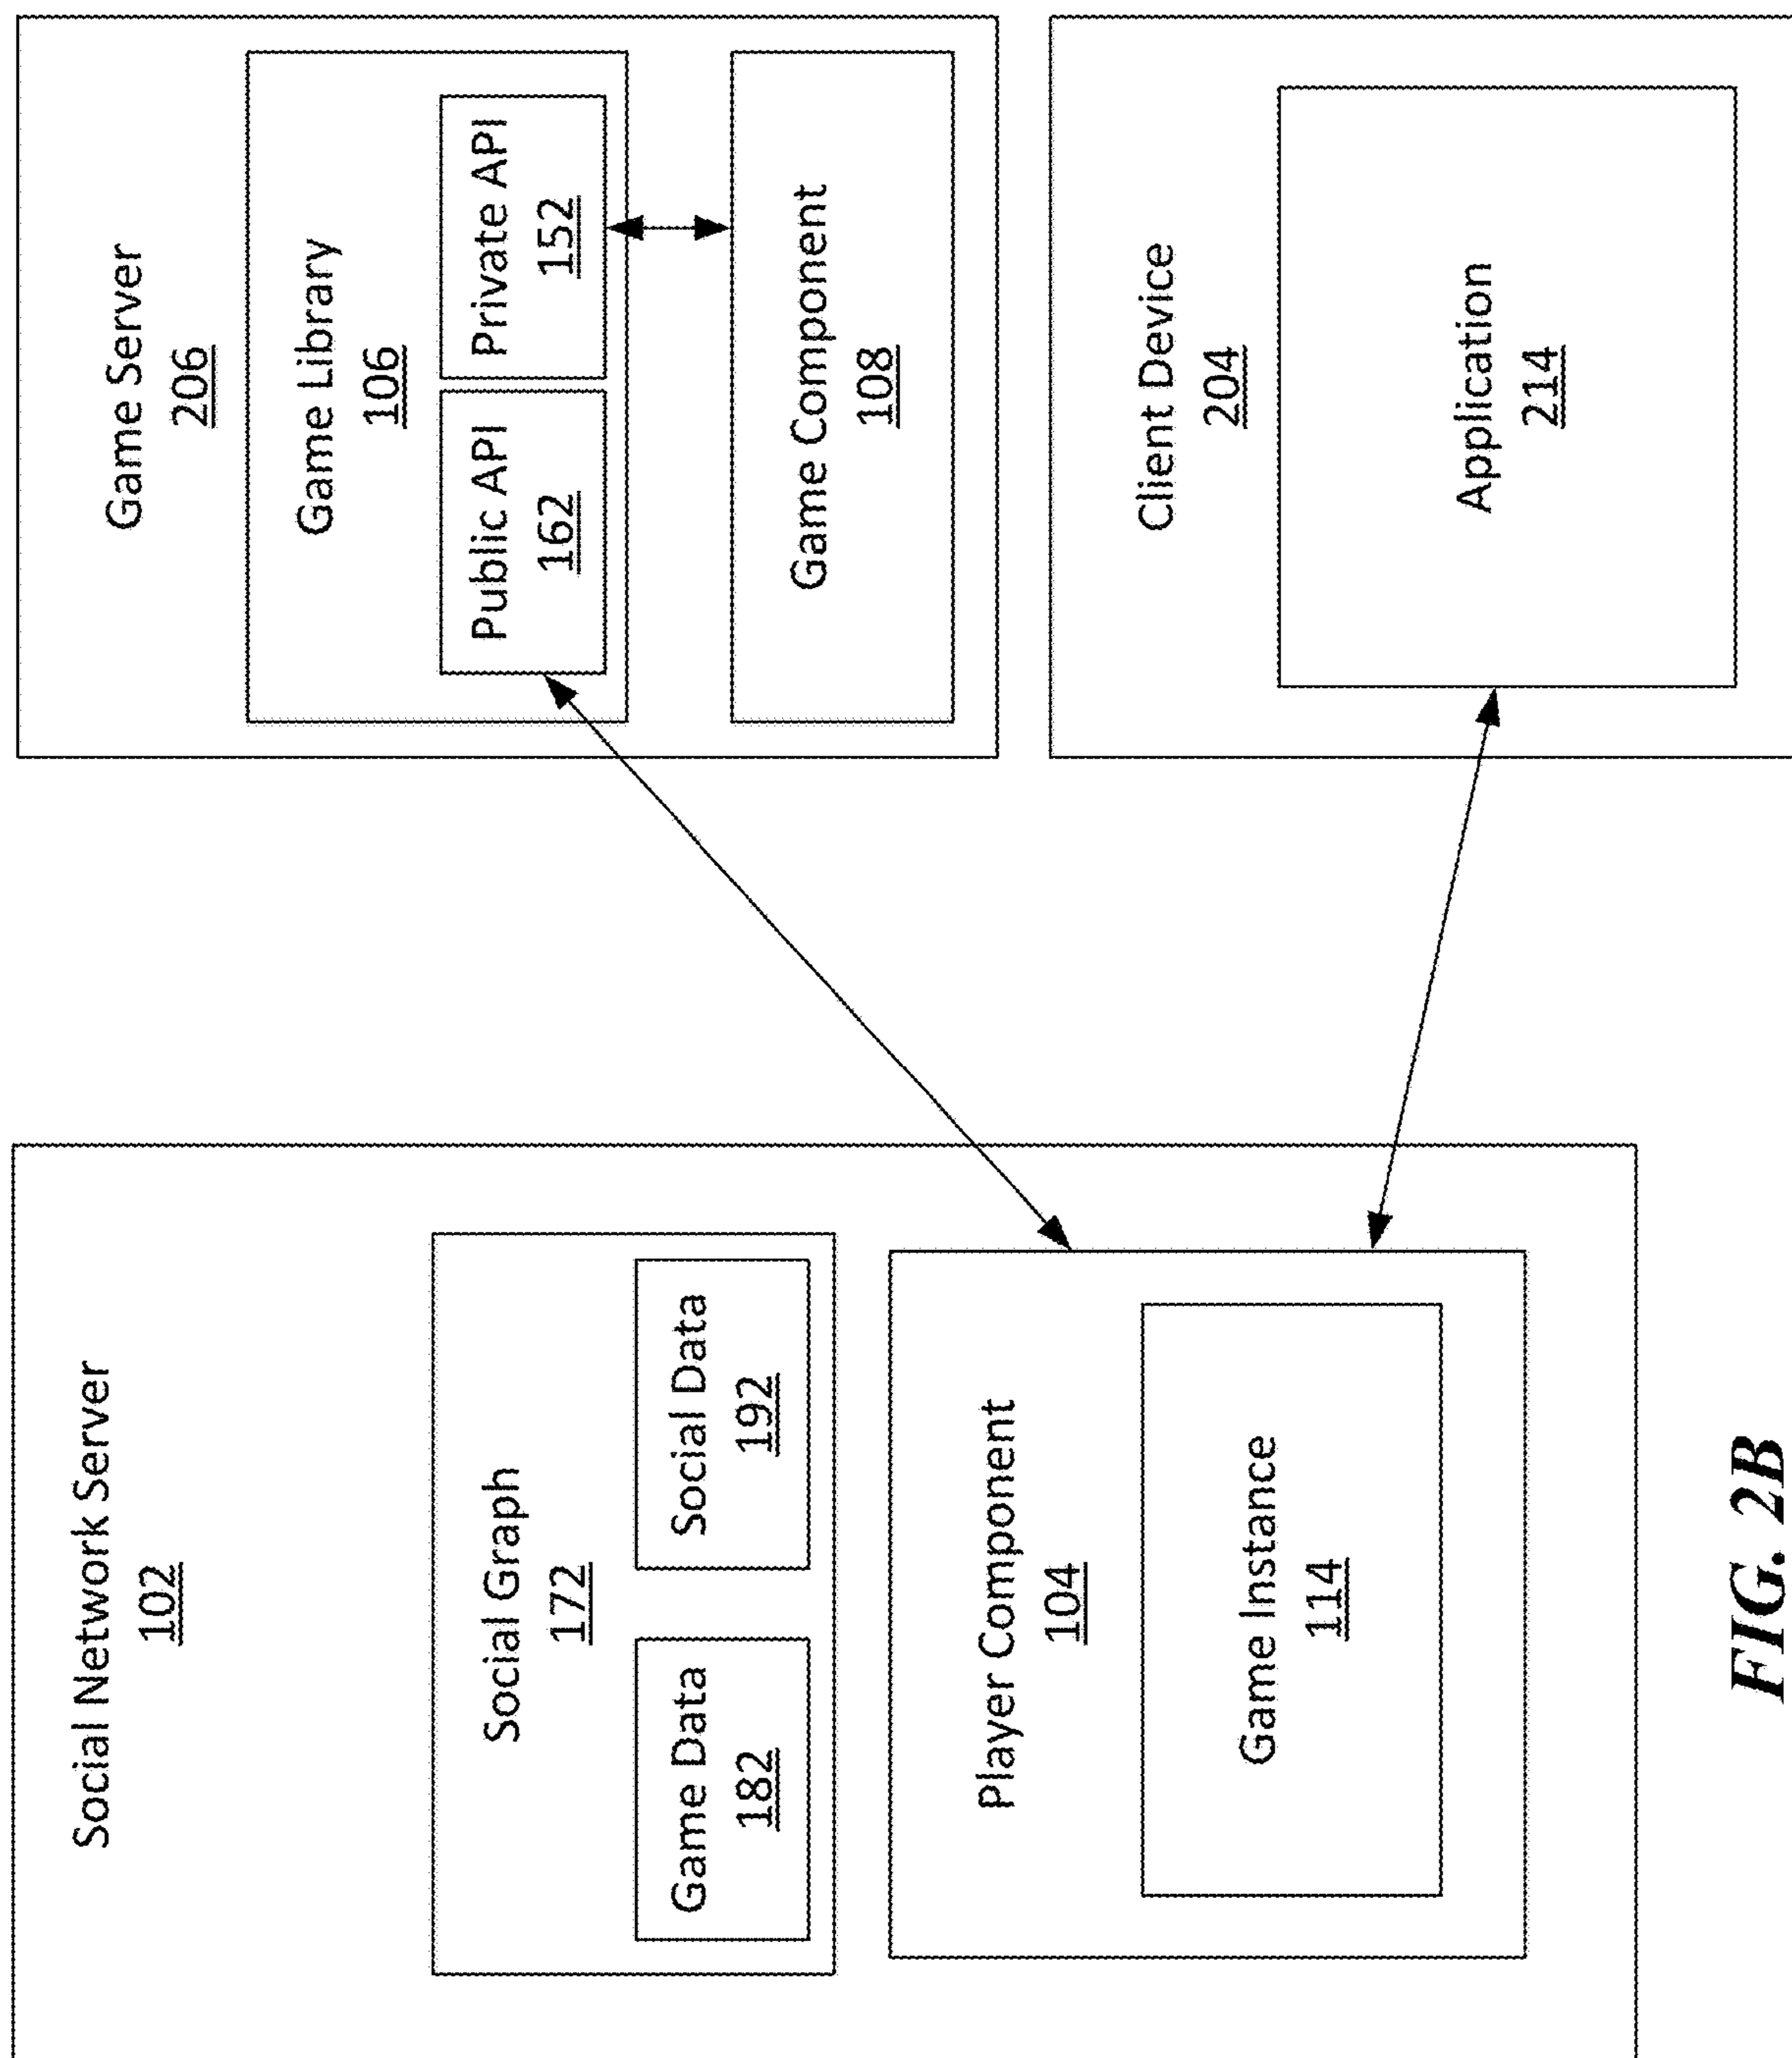 Social Network Server
102
Social Graph
172
Game Data
182
Social Data
192
Player Component
104
Game Instance
114
Game Server
206
Game Library
106
Public API
162
Private API
152
Game Component
108
Client Device
204
Application
214
FIG. 2B